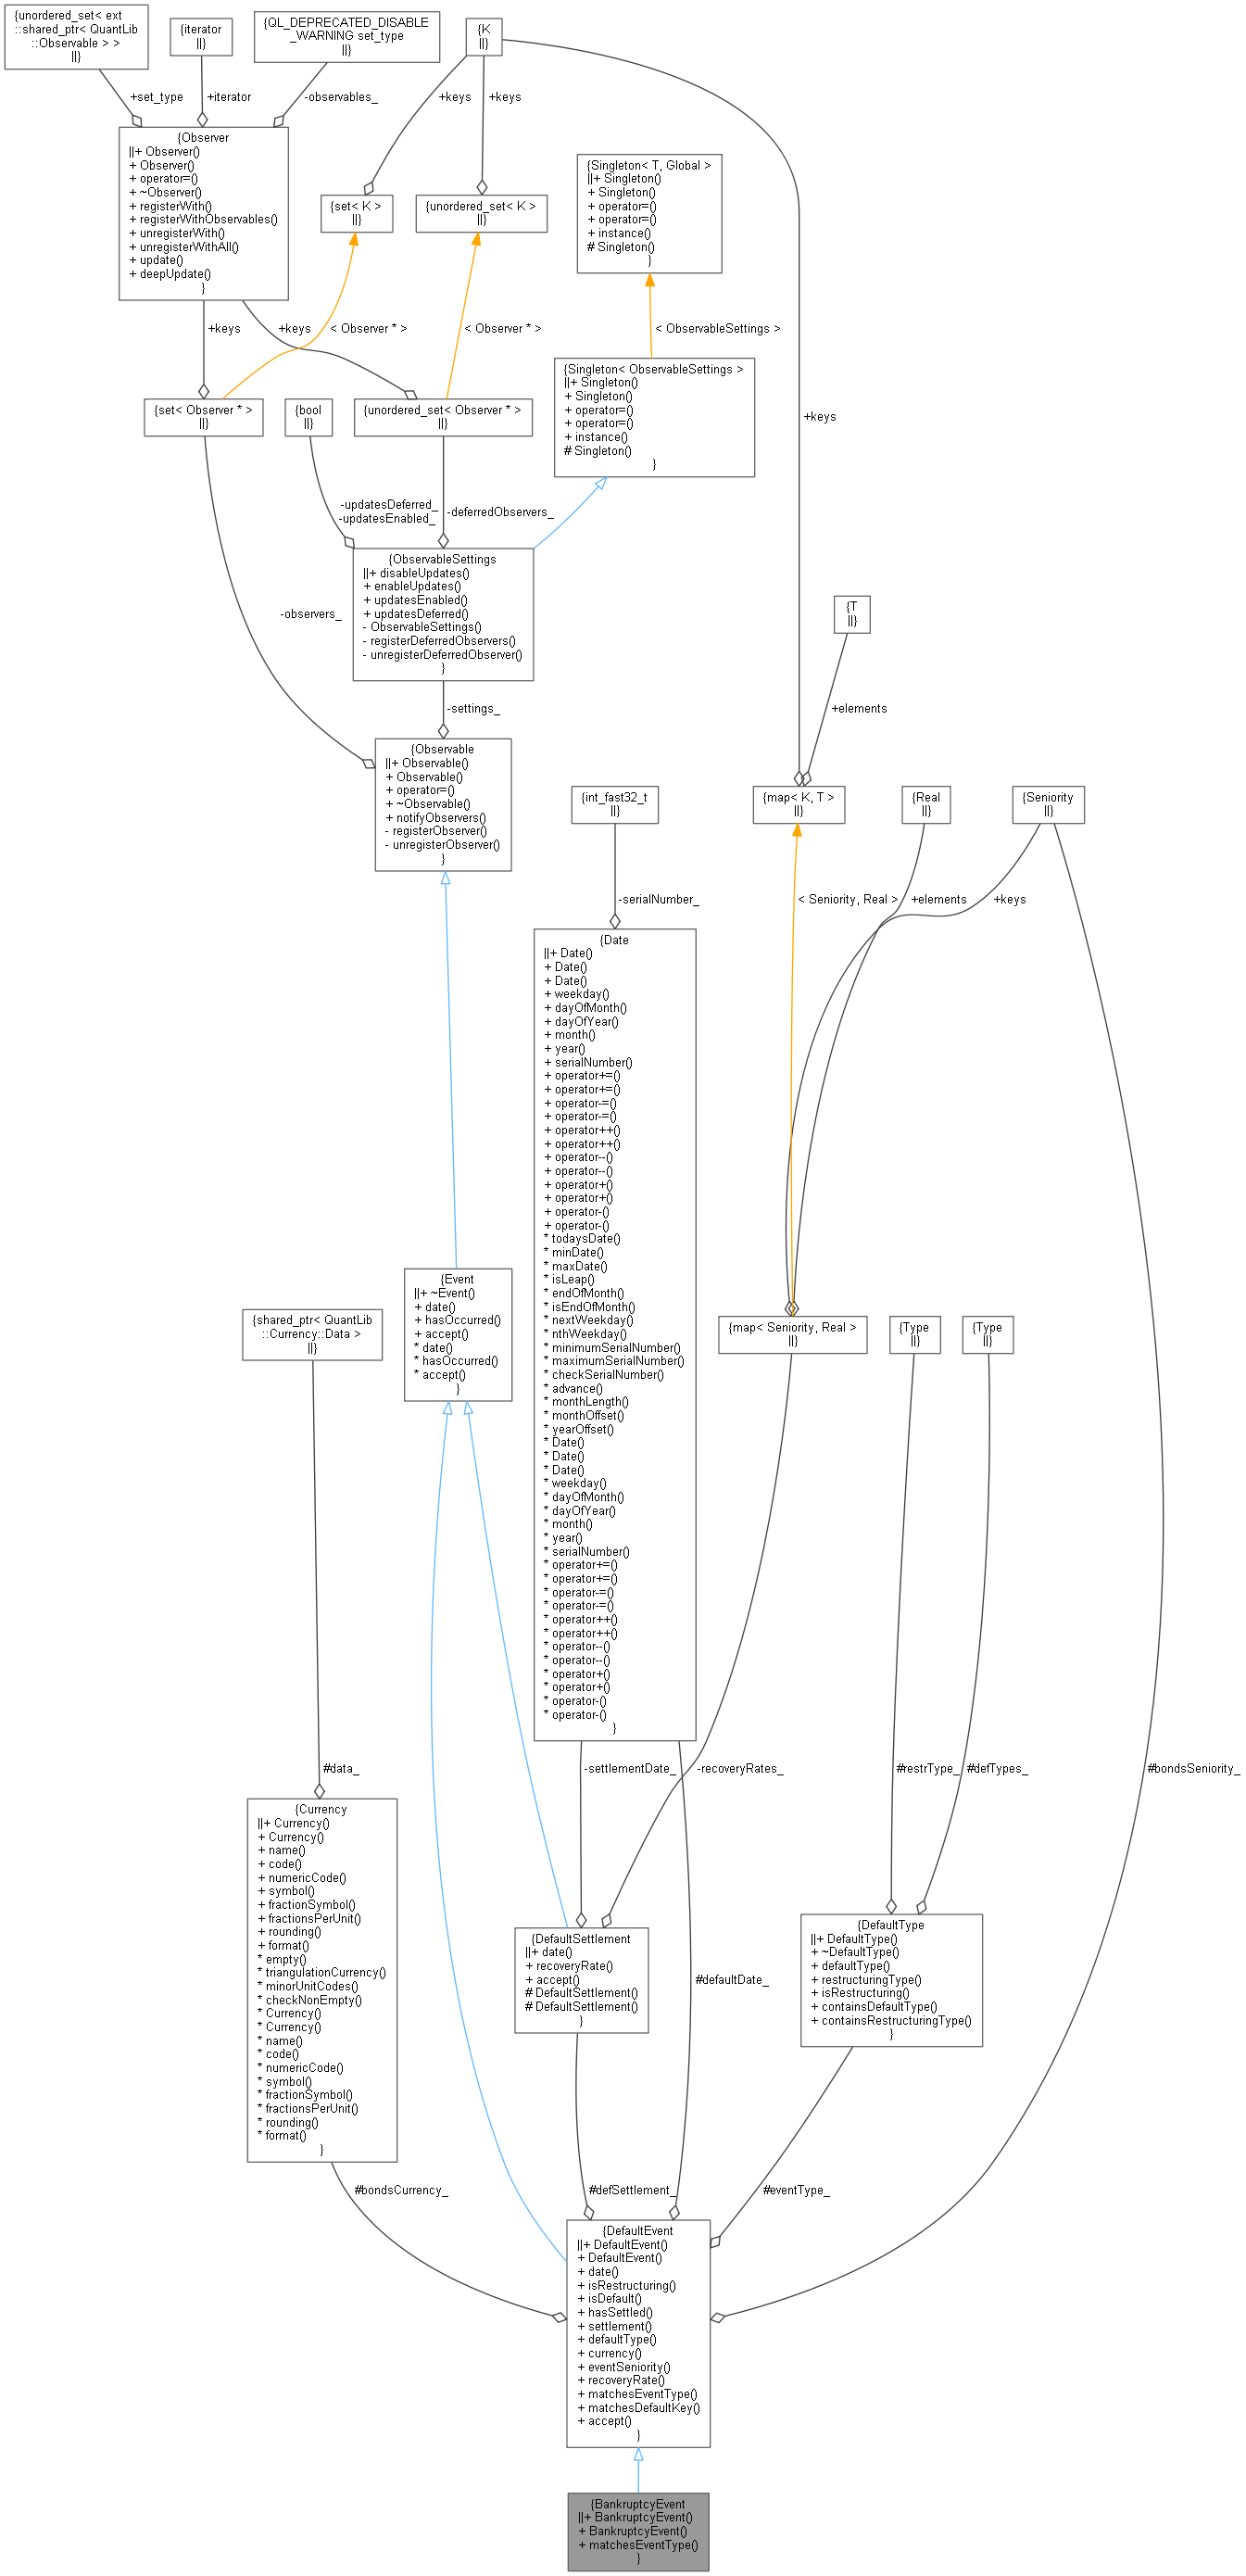 {unordered_set< ext
::shared_ptr< QuantLib
::Observable > >
||}
{iterator
||}
{QL_DEPRECATED_DISABLE
_WARNING set_type
||}
{K
||}
+set_type
+iterator
-observables_
+keys
+keys
{Observer
||+ Observer()
+ Observer()
+ operator=()
+ ~Observer()
+ registerWith()
+ registerWithObservables()
+ unregisterWith()
+ unregisterWithAll()
+ update()
+ deepUpdate()
}
{set< K >
||}
{unordered_set< K >
||}
{Singleton< T, Global >
||+ Singleton()
+ Singleton()
+ operator=()
+ operator=()
+ instance()
# Singleton()
}
+keys
+keys
< Observer * >
< Observer * >
< ObservableSettings >
{set< Observer * >
||}
{bool
||}
{unordered_set< Observer * >
||}
{Singleton< ObservableSettings >
||+ Singleton()
+ Singleton()
+ operator=()
+ operator=()
+ instance()
# Singleton()
}
+keys
-updatesDeferred_
-updatesEnabled_
-deferredObservers_
-observers_
{ObservableSettings
||+ disableUpdates()
+ enableUpdates()
+ updatesEnabled()
+ updatesDeferred()
- ObservableSettings()
- registerDeferredObservers()
- unregisterDeferredObserver()
}
{T
||}
-settings_
+elements
{Observable
||+ Observable()
+ Observable()
+ operator=()
+ ~Observable()
+ notifyObservers()
- registerObserver()
- unregisterObserver()
}
{int_fast32_t
||}
{map< K, T >
||}
{Real
||}
{Seniority
||}
-serialNumber_
< Seniority, Real >
+elements
+keys
{Date
||+ Date()
+ Date()
+ Date()
+ weekday()
+ dayOfMonth()
+ dayOfYear()
+ month()
+ year()
+ serialNumber()
+ operator+=()
+ operator+=()
+ operator-=()
+ operator-=()
+ operator++()
+ operator++()
+ operator--()
+ operator--()
+ operator+()
+ operator+()
+ operator-()
+ operator-()
* todaysDate()
* minDate()
* maxDate()
* isLeap()
* endOfMonth()
* isEndOfMonth()
* nextWeekday()
* nthWeekday()
* minimumSerialNumber()
* maximumSerialNumber()
* checkSerialNumber()
* advance()
* monthLength()
* monthOffset()
* yearOffset()
* Date()
* Date()
* Date()
* weekday()
* dayOfMonth()
* dayOfYear()
* month()
* year()
* serialNumber()
* operator+=()
* operator+=()
* operator-=()
* operator-=()
* operator++()
* operator++()
* operator--()
* operator--()
* operator+()
* operator+()
* operator-()
* operator-()
}
{Event
||+ ~Event()
+ date()
+ hasOccurred()
+ accept()
* date()
* hasOccurred()
* accept()
}
{shared_ptr< QuantLib
::Currency::Data >
||}
{map< Seniority, Real >
||}
{Type
||}
{Type
||}
#data_
-settlementDate_
-recoveryRates_
#restrType_
#defTypes_
#bondsSeniority_
{Currency
||+ Currency()
+ Currency()
+ name()
+ code()
+ numericCode()
+ symbol()
+ fractionSymbol()
+ fractionsPerUnit()
+ rounding()
+ format()
* empty()
* triangulationCurrency()
* minorUnitCodes()
* checkNonEmpty()
* Currency()
* Currency()
* name()
* code()
* numericCode()
* symbol()
* fractionSymbol()
* fractionsPerUnit()
* rounding()
* format()
}
{DefaultSettlement
||+ date()
+ recoveryRate()
+ accept()
# DefaultSettlement()
# DefaultSettlement()
}
#defaultDate_
{DefaultType
||+ DefaultType()
+ ~DefaultType()
+ defaultType()
+ restructuringType()
+ isRestructuring()
+ containsDefaultType()
+ containsRestructuringType()
}
#bondsCurrency_
#defSettlement_
#eventType_
{DefaultEvent
||+ DefaultEvent()
+ DefaultEvent()
+ date()
+ isRestructuring()
+ isDefault()
+ hasSettled()
+ settlement()
+ defaultType()
+ currency()
+ eventSeniority()
+ recoveryRate()
+ matchesEventType()
+ matchesDefaultKey()
+ accept()
}
{BankruptcyEvent
||+ BankruptcyEvent()
+ BankruptcyEvent()
+ matchesEventType()
}